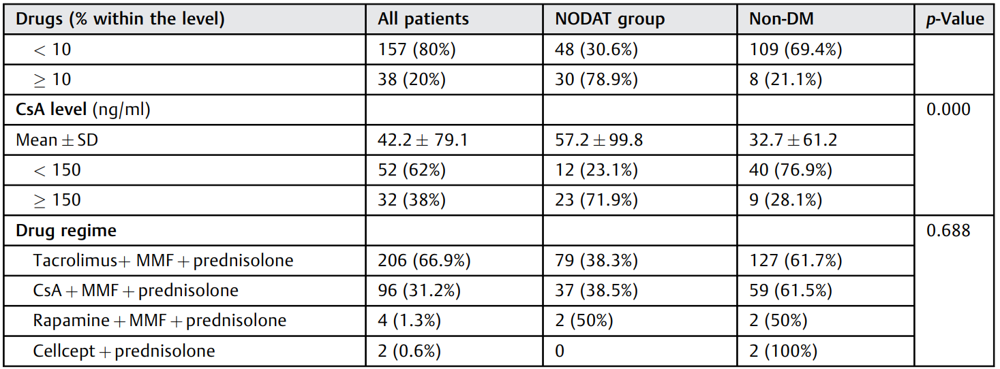 Drugs (% within the level) All patients NODAT group Non-DM p-Value
< 10 157 (80%) 48 (30.6%) 109 (69.4%)
≥ 10 38 (20%) 30 (78.9%) 8 (21.1%)
CsA level (ng/ml) 0.000
Mean ± SD 42.2 ± 79.1 57.2 ± 99.8 32.7 ± 61.2
< 150 52 (62%) 12 (23.1%) 40 (76.9%)
≥ 150 32 (38%) 23 (71.9%) 9 (28.1%)
Drug regime 0.688
Tacrolimus+ MMF + prednisolone 206 (66.9%) 79 (38.3%) 127 (61.7%)
CsA + MMF + prednisolone 96 (31.2%) 37 (38.5%) 59 (61.5%)
Rapamine + MMF + prednisolone 4 (1.3%) 2 (50%) 2 (50%)
Cellcept + prednisolone 2 (0.6%) 0 2 (100%)